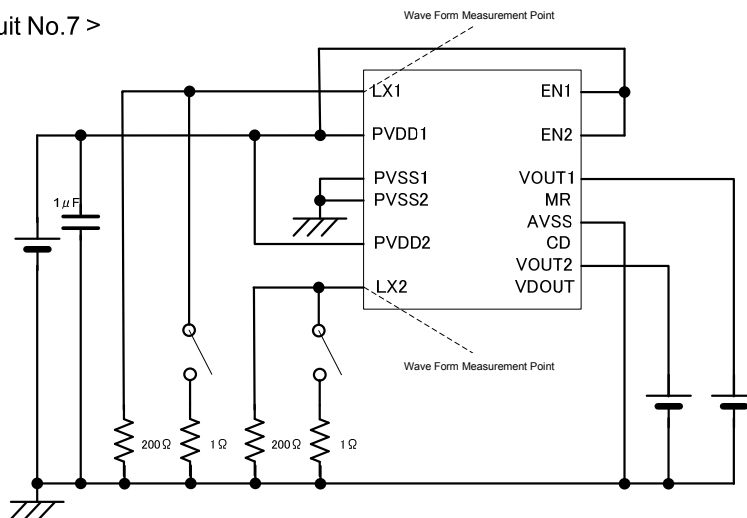 uit No.7 >
Wave Form Measurement Point
LX1
EN1
PVDD1
EN2
PVSS1
VOUT1
PVSS2
MR
AVSS
PVDD2
CD
VOUT2
LX2
VDOUT
1μF
Wave Form Measurement Point
200Ω
1Ω
200Ω
1Ω